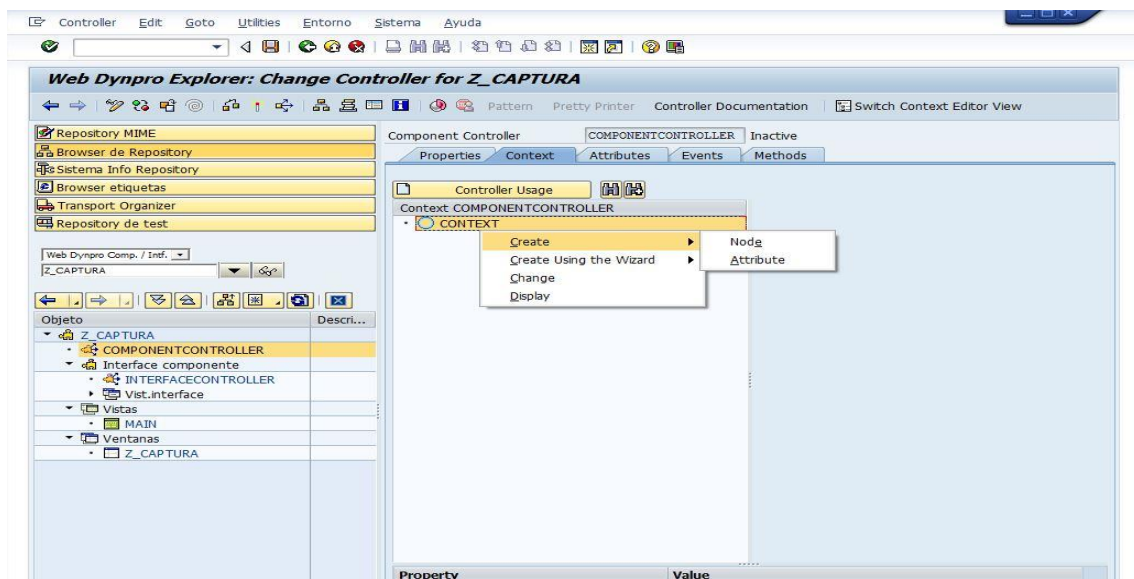 Controller Edit Goto Utilities Entorno Sistema Ayuda
Web Dynpro Explorer: Change Controller for Z_CAPTURA
Pattern Pretty Printer Controller Documentation Switch Context Editor View
Repository MIME
Browser de Repository
Sistema Info Repository
Browser etiquetas
Transport Organizer
Repository de test
Web Dynpro Comp. / Intf.
Z_CAPTURA
Objeto Descri...
Z_CAPTURA
COMPONENTCONTROLLER
Interface componente
INTERFACECONTROLLER
Vist.interface
Vistas
MAIN
Ventanas
Z_CAPTURA
Component Controller COMPONENTCONTROLLER Inactive
Properties Context Attributes Events Methods
Controller Usage
Context COMPONENTCONTROLLER
CONTEXT
Create
Create Using the Wizard
Change
Display
Node
Attribute
Property Value